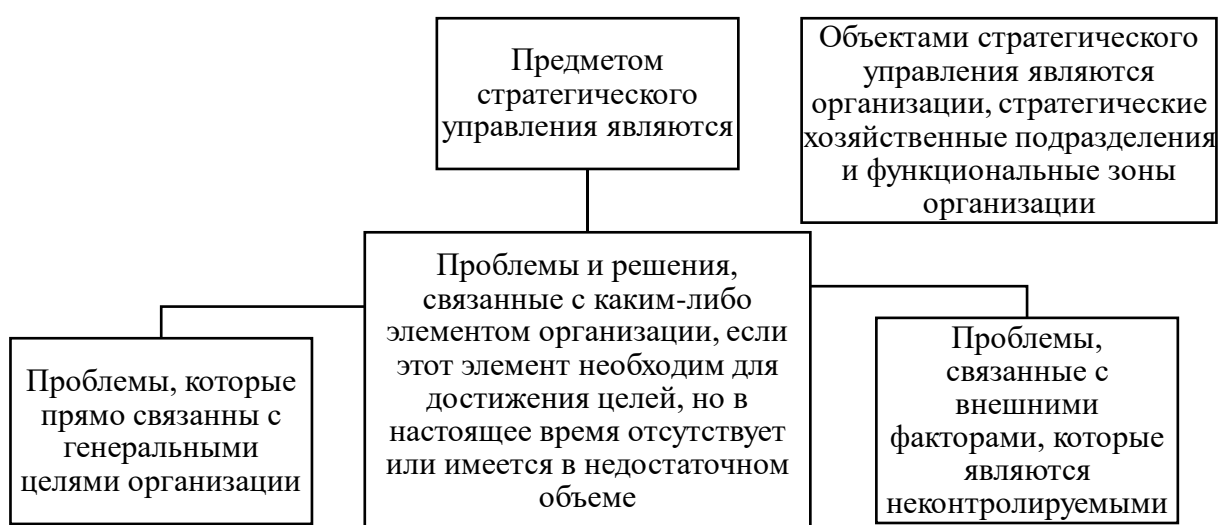 Предметом
стратегического
управления являются
Объектами стратегического
управления являются
организации, стратегические
хозяйственные подразделения
и функциональные зоны
организации
Проблемы, которые
прямо связанны с
генеральными
целями организации
Проблемы и решения,
связанные с каким-либо
элементом организации, если
этот элемент необходим для
достижения целей, но в
настоящее время отсутствует
или имеется в недостаточном
объеме
Проблемы,
связанные с
внешними
факторами, которые
являются
неконтролируемыми